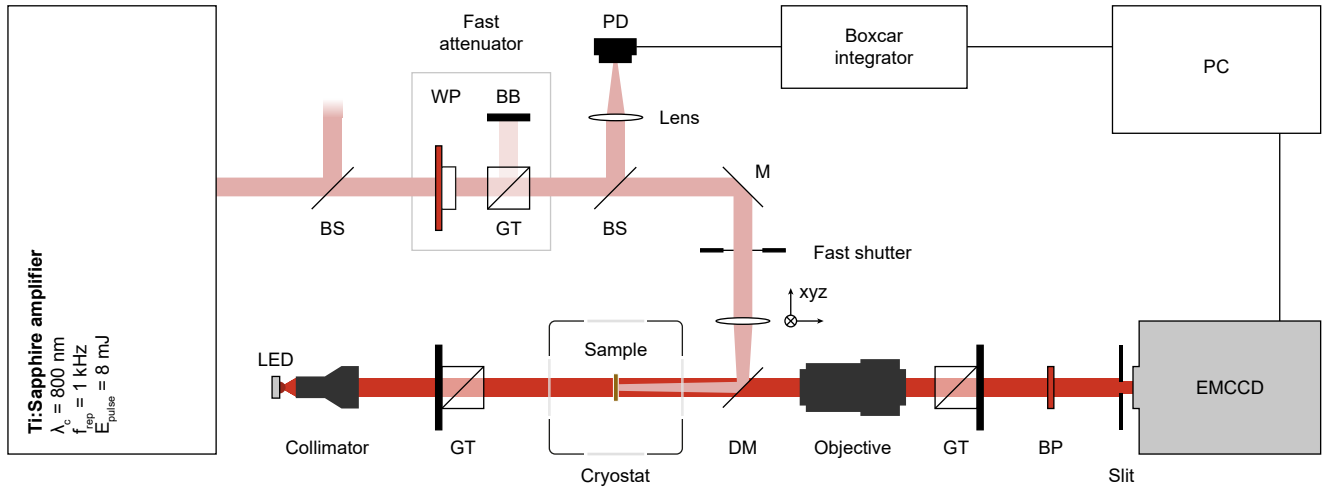 Ti:Sapphire amplifier
λc = 800 nm
frep = 1 kHz
Epulse = 8 mJ
Fast
attenuator
PD
Boxcar
integrator
PC
WP
BB
Lens
M
BS
GT
BS
Fast shutter
xyz
LED
Sample
EMCCD
Collimator
GT
DM
Objective
GT
BP
Cryostat
Slit